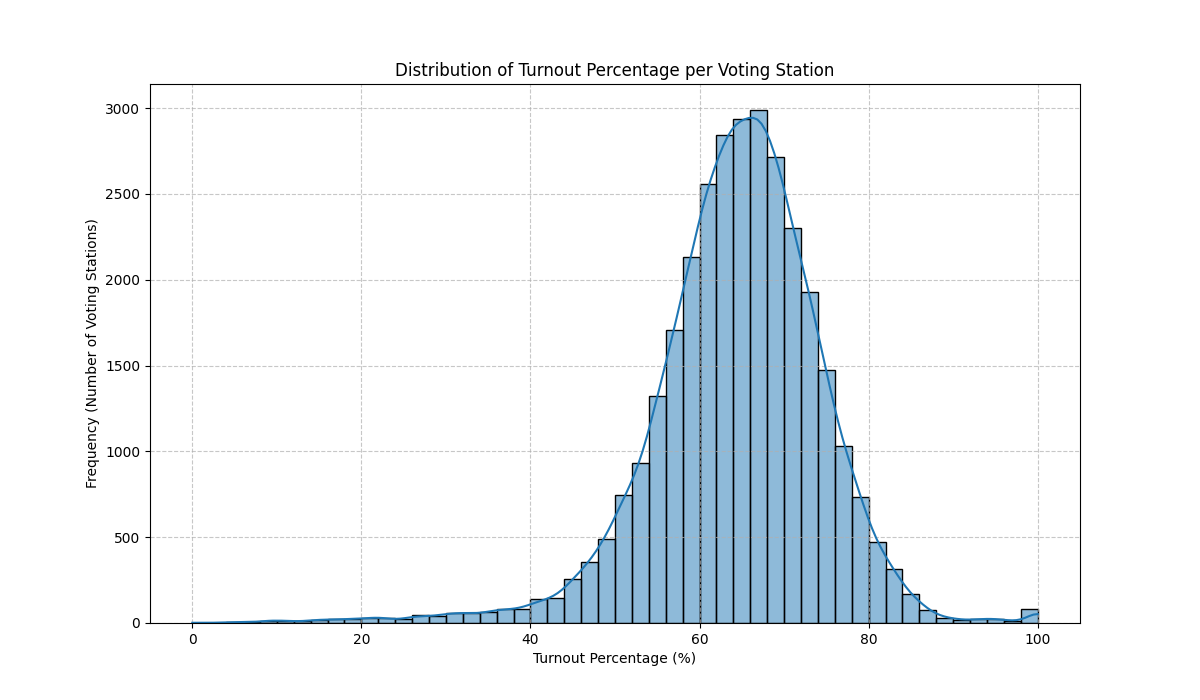 Distribution of Turnout Percentage per Voting Station
Frequency (Number of Voting Stations)
3000
2500
2000
1500
1000
500
0
0 20 40 60 80 100
Turnout Percentage (%)